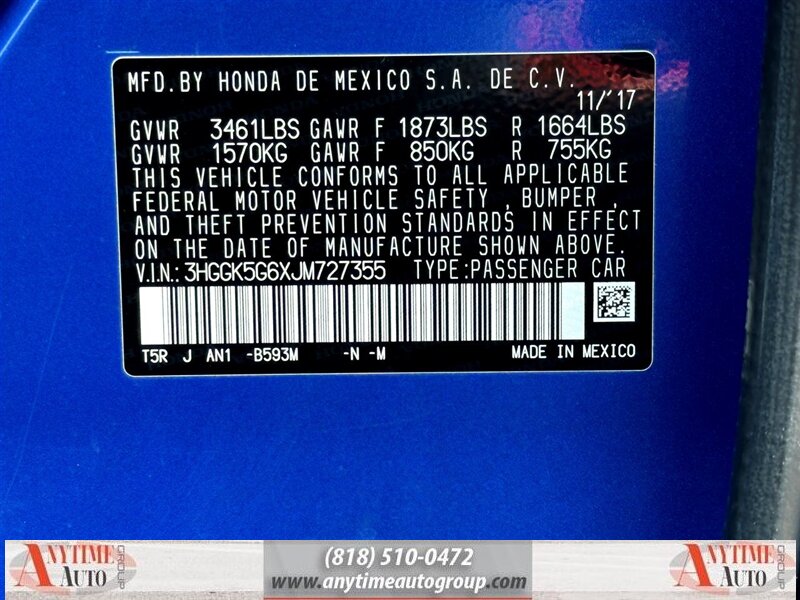 MFD.BY HONDA DE MEXICO S.A. DE C.V.
11/'17
GVWR 3461LBS GAWR F 1873LBS R 1664LBS
GVWR 1570KG GAWR F 850KG R 755KG
THIS VEHICLE CONFORMS TO ALL APPLICABLE
FEDERAL MOTOR VEHICLE SAFETY , BUMPER ,
AND THEFT PREVENTION STANDARDS IN EFFECT
ON THE DATE OF MANUFACTURE SHOWN ABOVE.
V.I.N.: 3HGGK5G6XJM727355 TYPE:PASSENGER CAR
T5R J AN1 -B593M -N -M MADE IN MEXICO
ANYTIME AUTO GROUP
(818) 510-0472
www.anytimeautogroup.com
ANYTIME AUTO GROUP